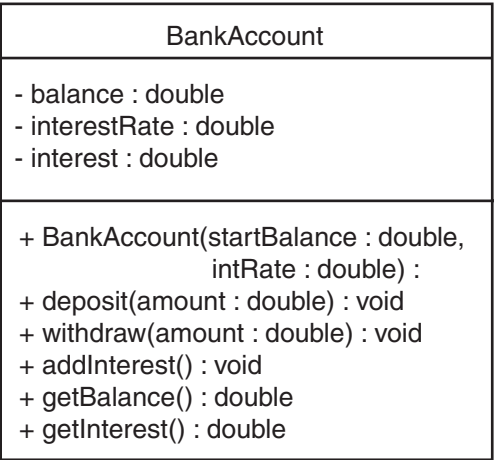 BankAccount
- balance : double
- interestRate : double
- interest : double
+ BankAccount(startBalance : double,
intRate : double) :
+ deposit(amount : double) : void
+ withdraw(amount : double) : void
+ addInterest() : void
+ getBalance() : double
+ getInterest() : double